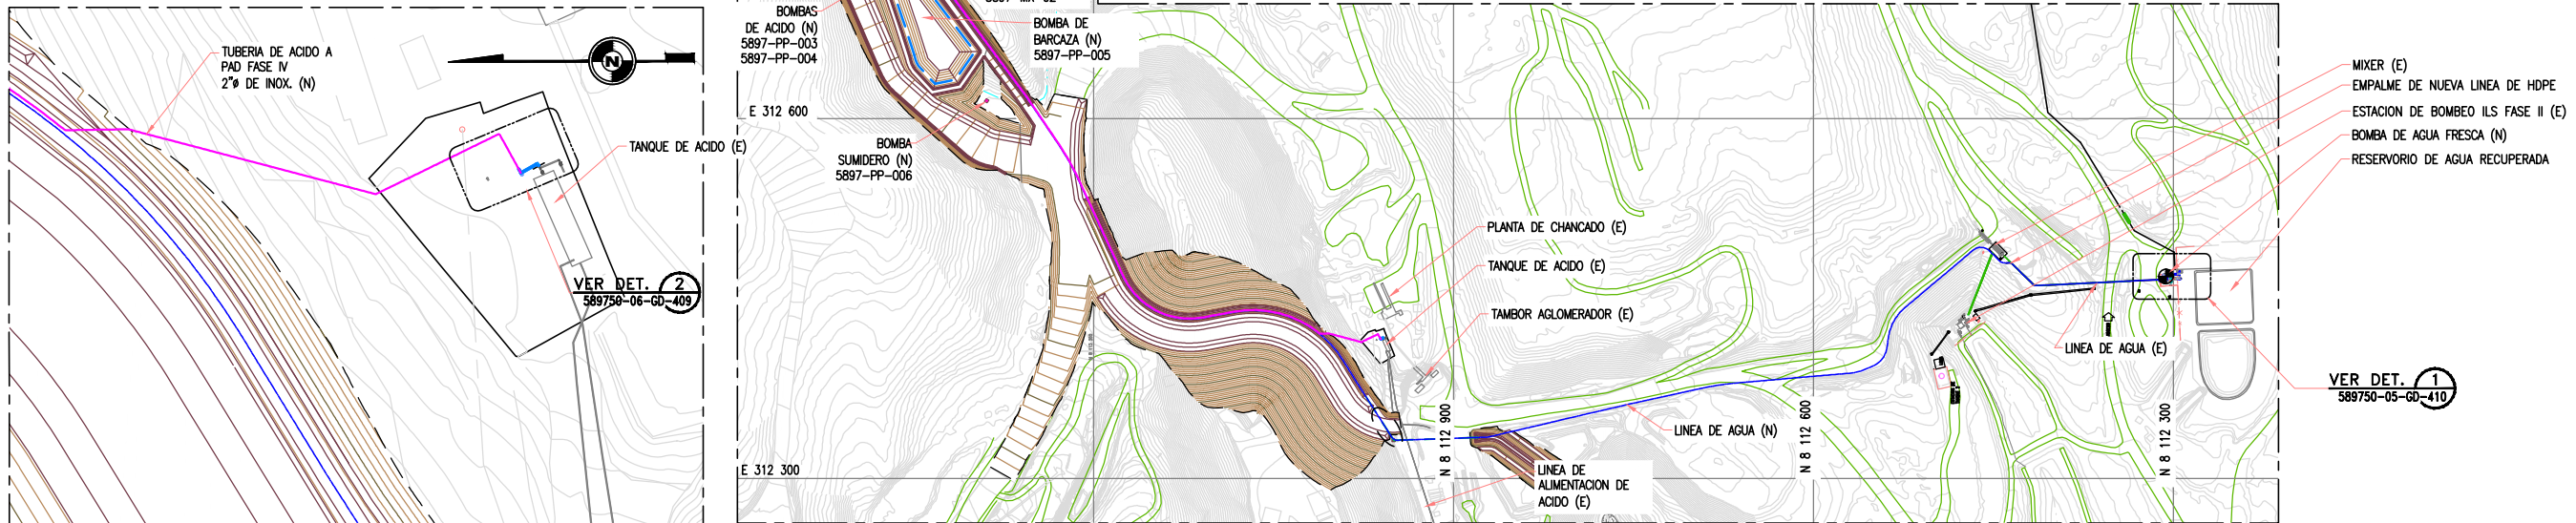 TUBERIA DE ACIDO A
PAD FASE IV
2"ø DE INOX. (N)
N
TANQUE DE ACIDO (E)
VER DET. 2
589750-06-GD-409
BOMBAS
DE ACIDO (N)
5897-PP-003
5897-PP-004
BOMBA DE
BARCAZA (N)
5897-PP-005
E 312 600
BOMBA
SUMIDERO (N)
5897-PP-006
PLANTA DE CHANCADO (E)
TANQUE DE ACIDO (E)
TAMBOR AGLOMERADOR (E)
E 312 300
N 8 112 900
LINEA DE
ALIMENTACION DE
ACIDO (E)
LINEA DE AGUA (N)
N 8 112 600
LINEA DE AGUA (E)
N 8 112 300
MIXER (E)
EMPALME DE NUEVA LINEA DE HDPE
ESTACION DE BOMBEO ILS FASE II (E)
BOMBA DE AGUA FRESCA (N)
RESERVORIO DE AGUA RECUPERADA
VER DET. 1
589750-05-GD-410